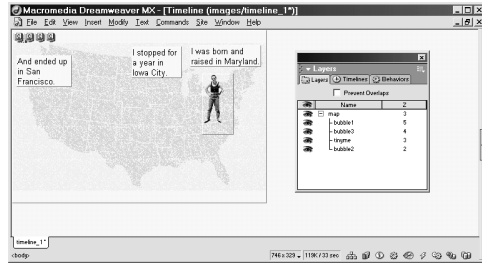 Macromedia Dreamweaver MX - [Timeline (images/timeline_1*)]
File Edit View Insert Modify Text Commands Site Window Help
And ended up
in San
Francisco.
I stopped for
a year in
Iowa City.
I was born and
raised in Maryland.
Layers
Layers Timelines Behaviors
Prevent Overlaps
Name Z
map 3
bubble1 5
bubble3 4
tinyme 3
bubble2 2
timeline_1*
<body>
746 x 329 119K / 33 sec